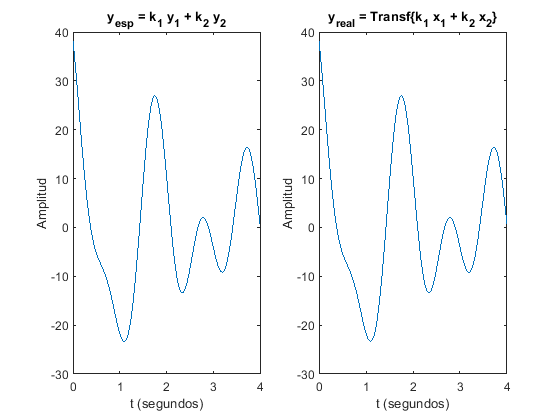 y_esp = k_1 y_1 + k_2 y_2
40
30
20
10
0
-10
-20
-30
Amplitud
0 1 2 3 4
t (segundos)
y_real = Transf{k_1 x_1 + k_2 x_2}
40
30
20
10
0
-10
-20
-30
Amplitud
0 1 2 3 4
t (segundos)